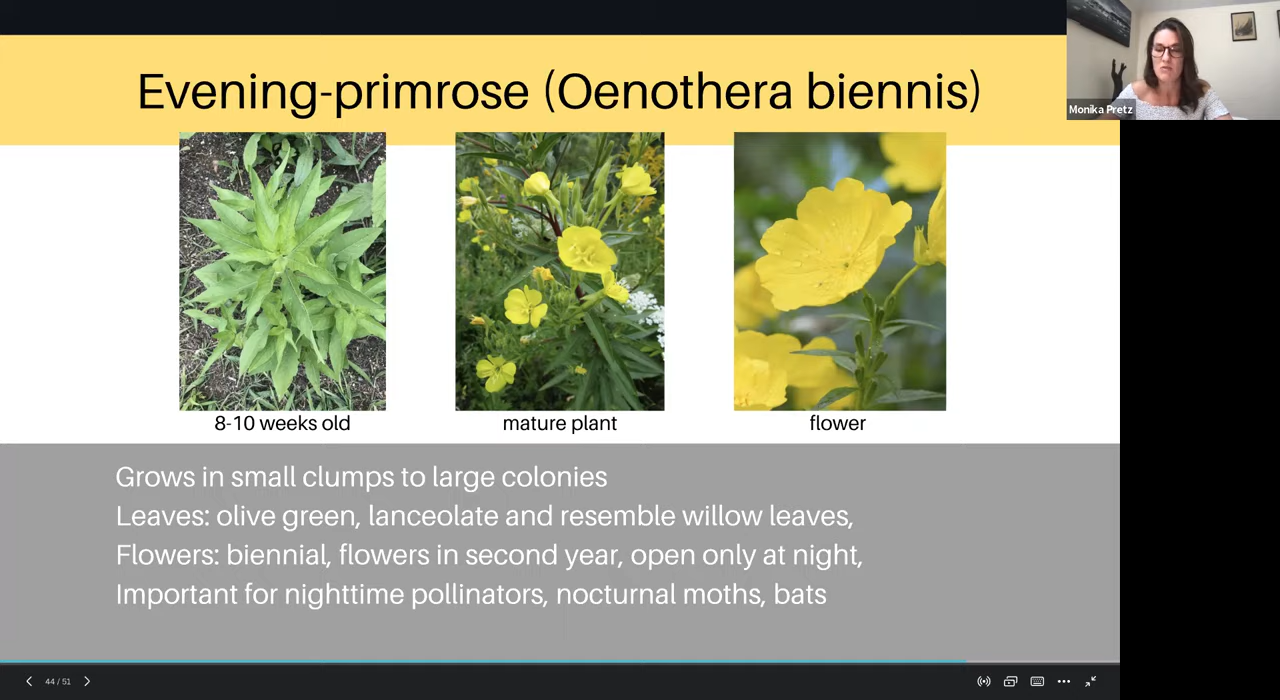 Evening-primrose (Oenothera biennis)
Monika Pretz
8-10 weeks old
mature plant
flower
Grows in small clumps to large colonies
Leaves: olive green, lanceolate and resemble willow leaves,
Flowers: biennial, flowers in second year, open only at night,
Important for nighttime pollinators, nocturnal moths, bats
44 / 51